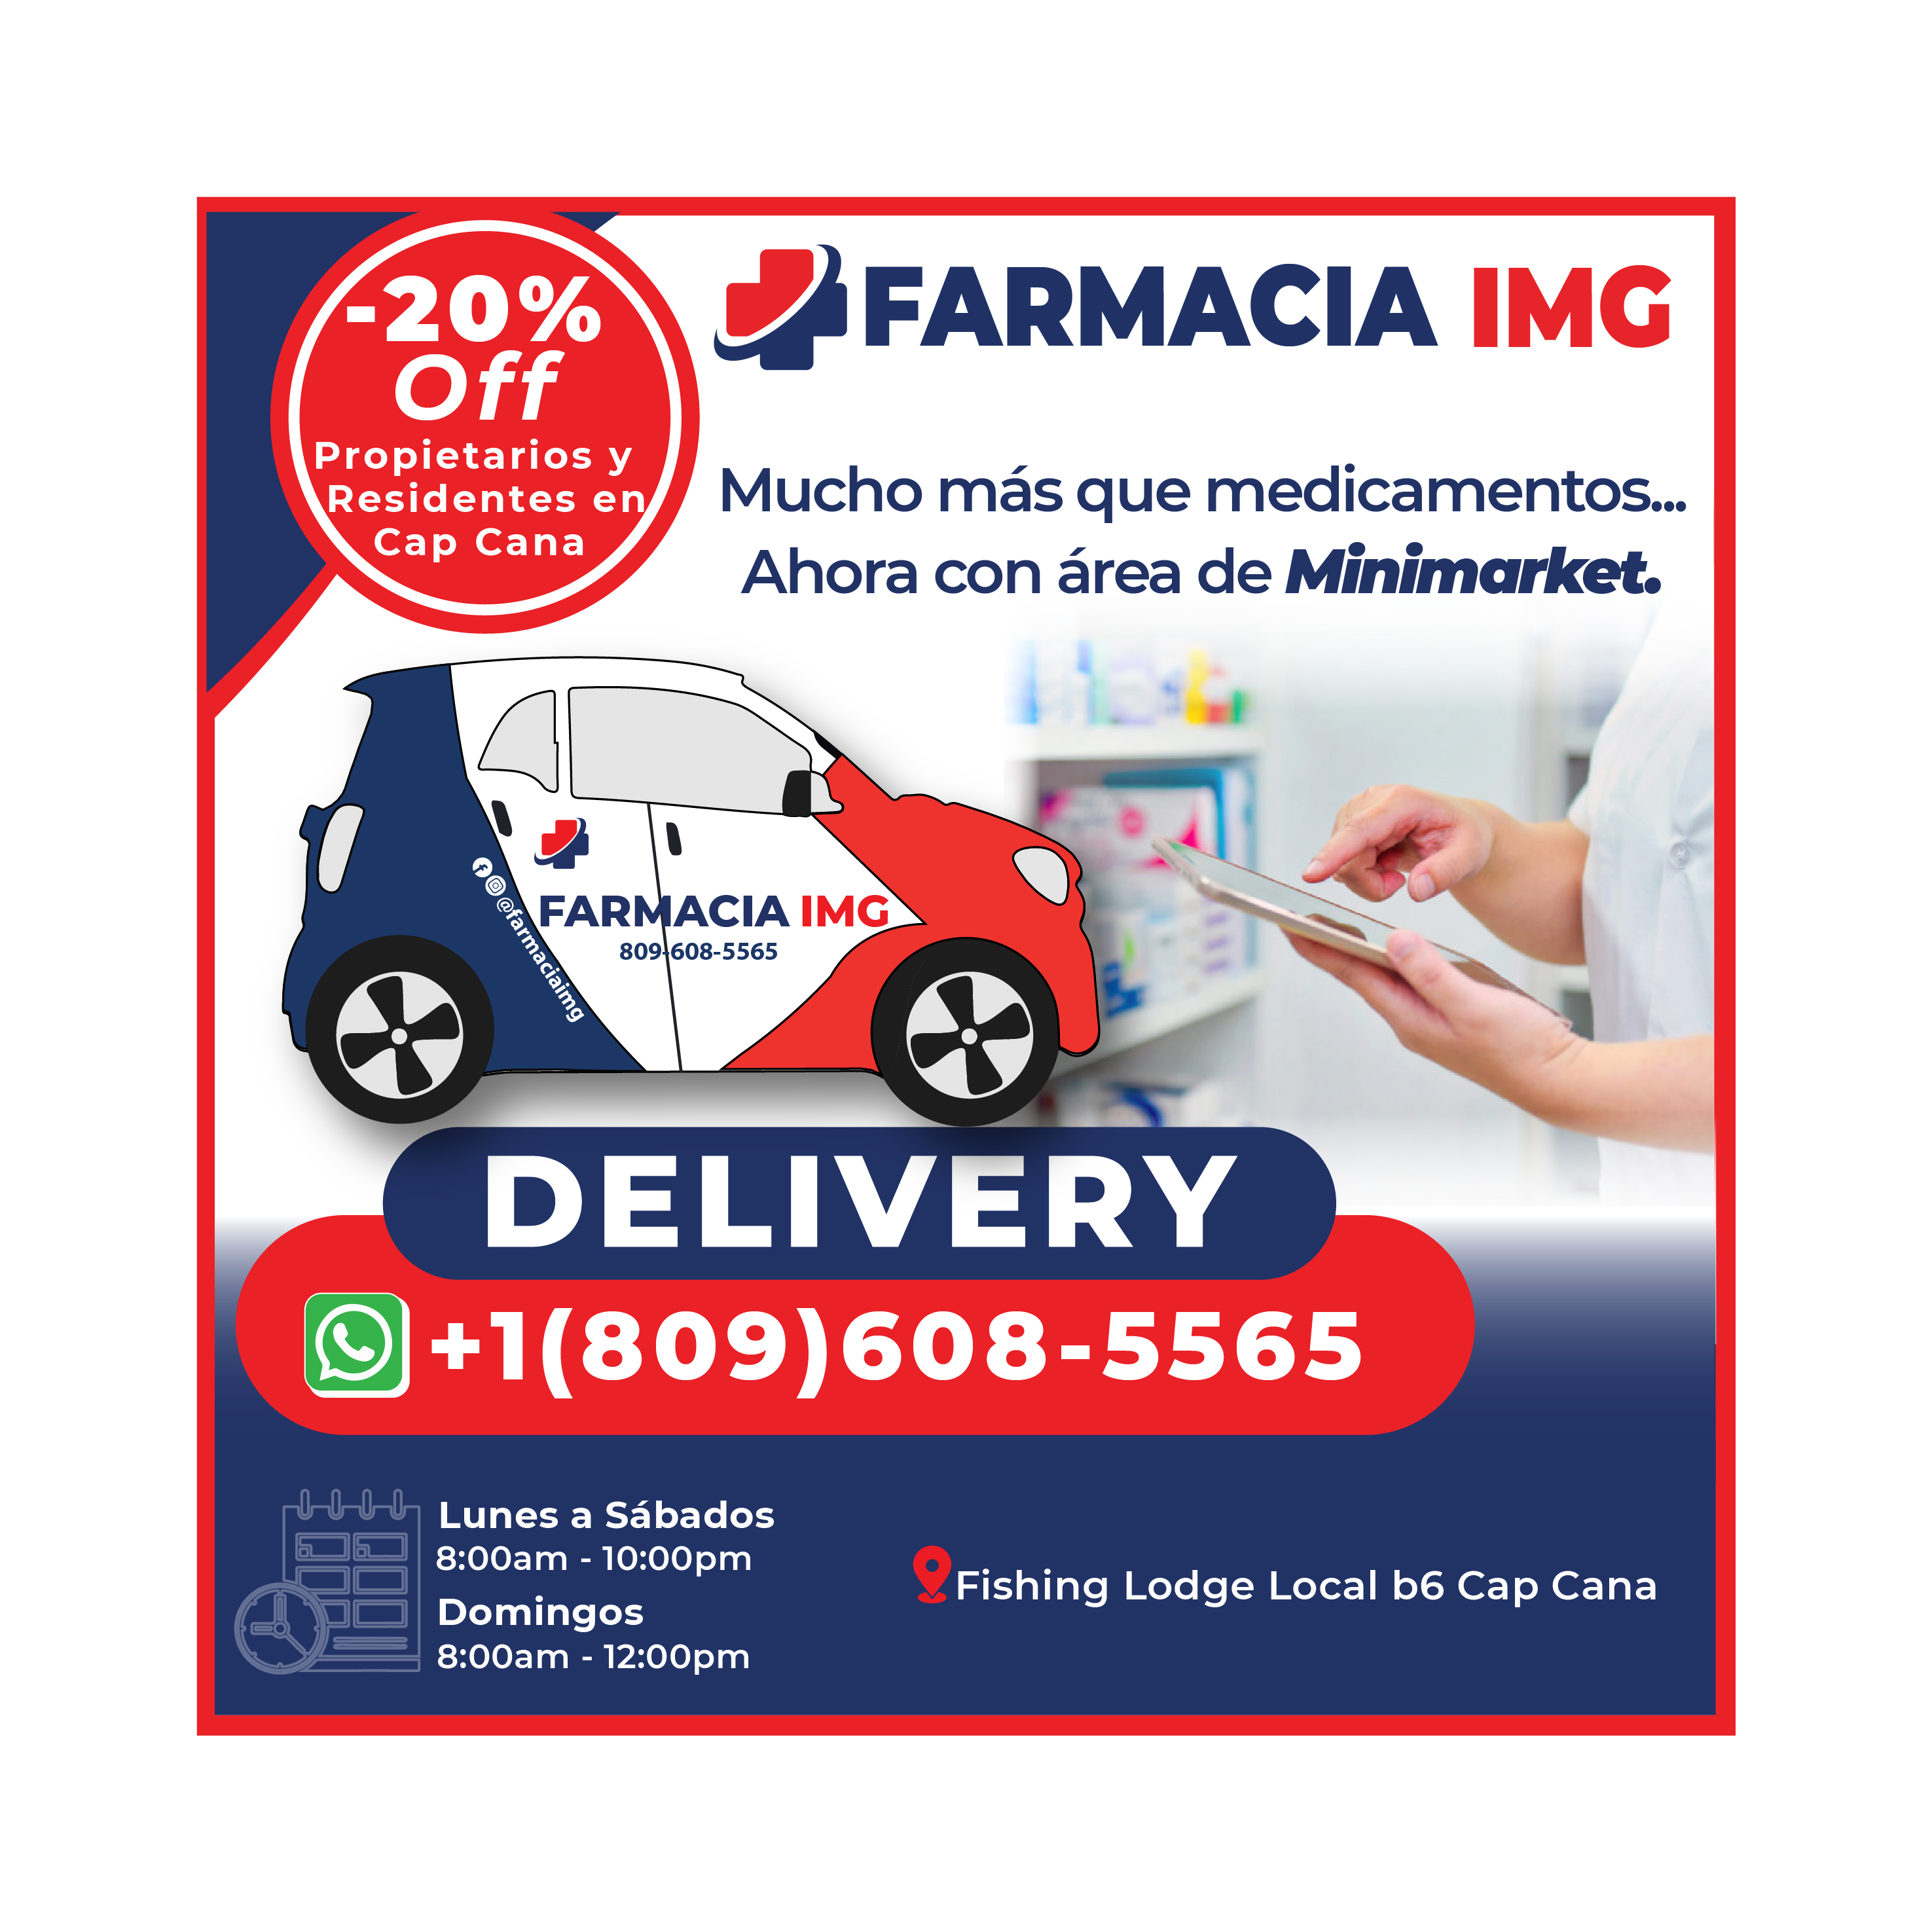 -20%
Off
Propietarios y
Residentes en
Cap Cana
FARMACIA IMG
Mucho más que medicamentos...
Ahora con área de Minimarket.
@farmaciaimg
FARMACIA IMG
809-608-5565
DELIVERY
+1(809)608-5565
Lunes a Sábados
8:00am - 10:00pm
Domingos
8:00am - 12:00pm
Fishing Lodge Local b6 Cap Cana